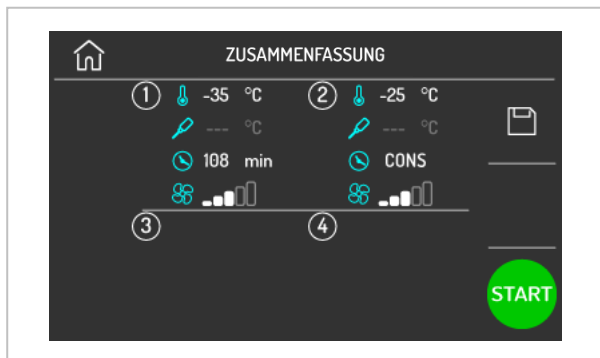 ZUSAMMENFASSUNG
1 -35 °C
--- °C
108 min
2 -25 °C
--- °C
CONS
3
4
START